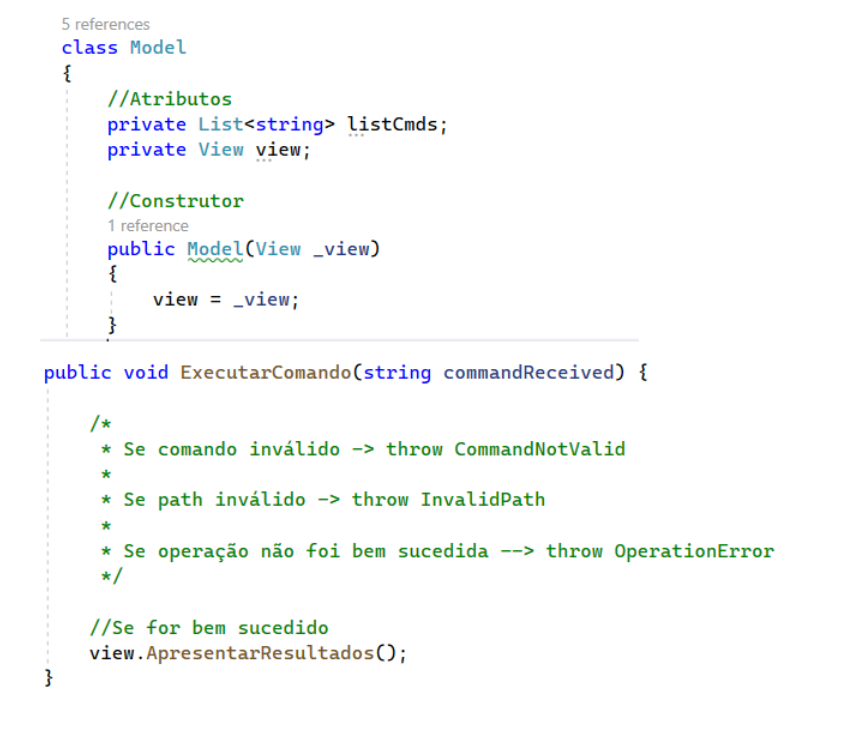 5 references
class Model
{
//Atributos
private List<string> listCmds;
private View view;
//Construtor
1 reference
public Model(View _view)
{
view = _view;
}
public void ExecutarComando(string commandReceived) {
/*
* Se comando inválido -> throw CommandNotValid
*
* Se path inválido -> throw InvalidPath
*
* Se operação não foi bem sucedida --> throw OperationError
*/
//Se for bem sucedido
view.ApresentarResultados();
}